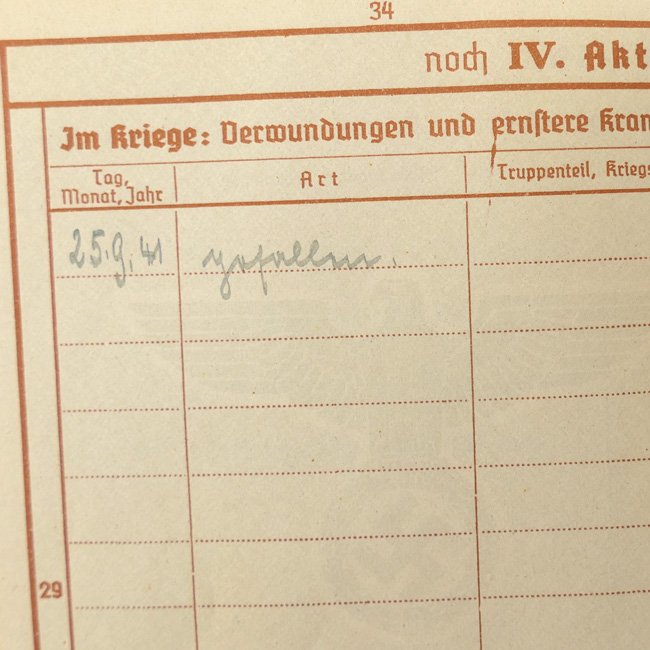 34
noch IV. Akt
Im Kriege: Verwundungen und ernstere Kran
Tag, Monat, Jahr
Art
Truppenteil, Kriegs
25.9.41
gefallen.
29